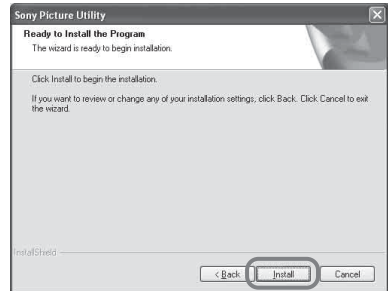 Sony Picture Utility
Ready to Install the Program
The wizard is ready to begin installation.
Click Install to begin the installation.
If you want to review or change any of your installation settings, click Back. Click Cancel to exit
the wizard.
InstallShield
< Back
Install
Cancel